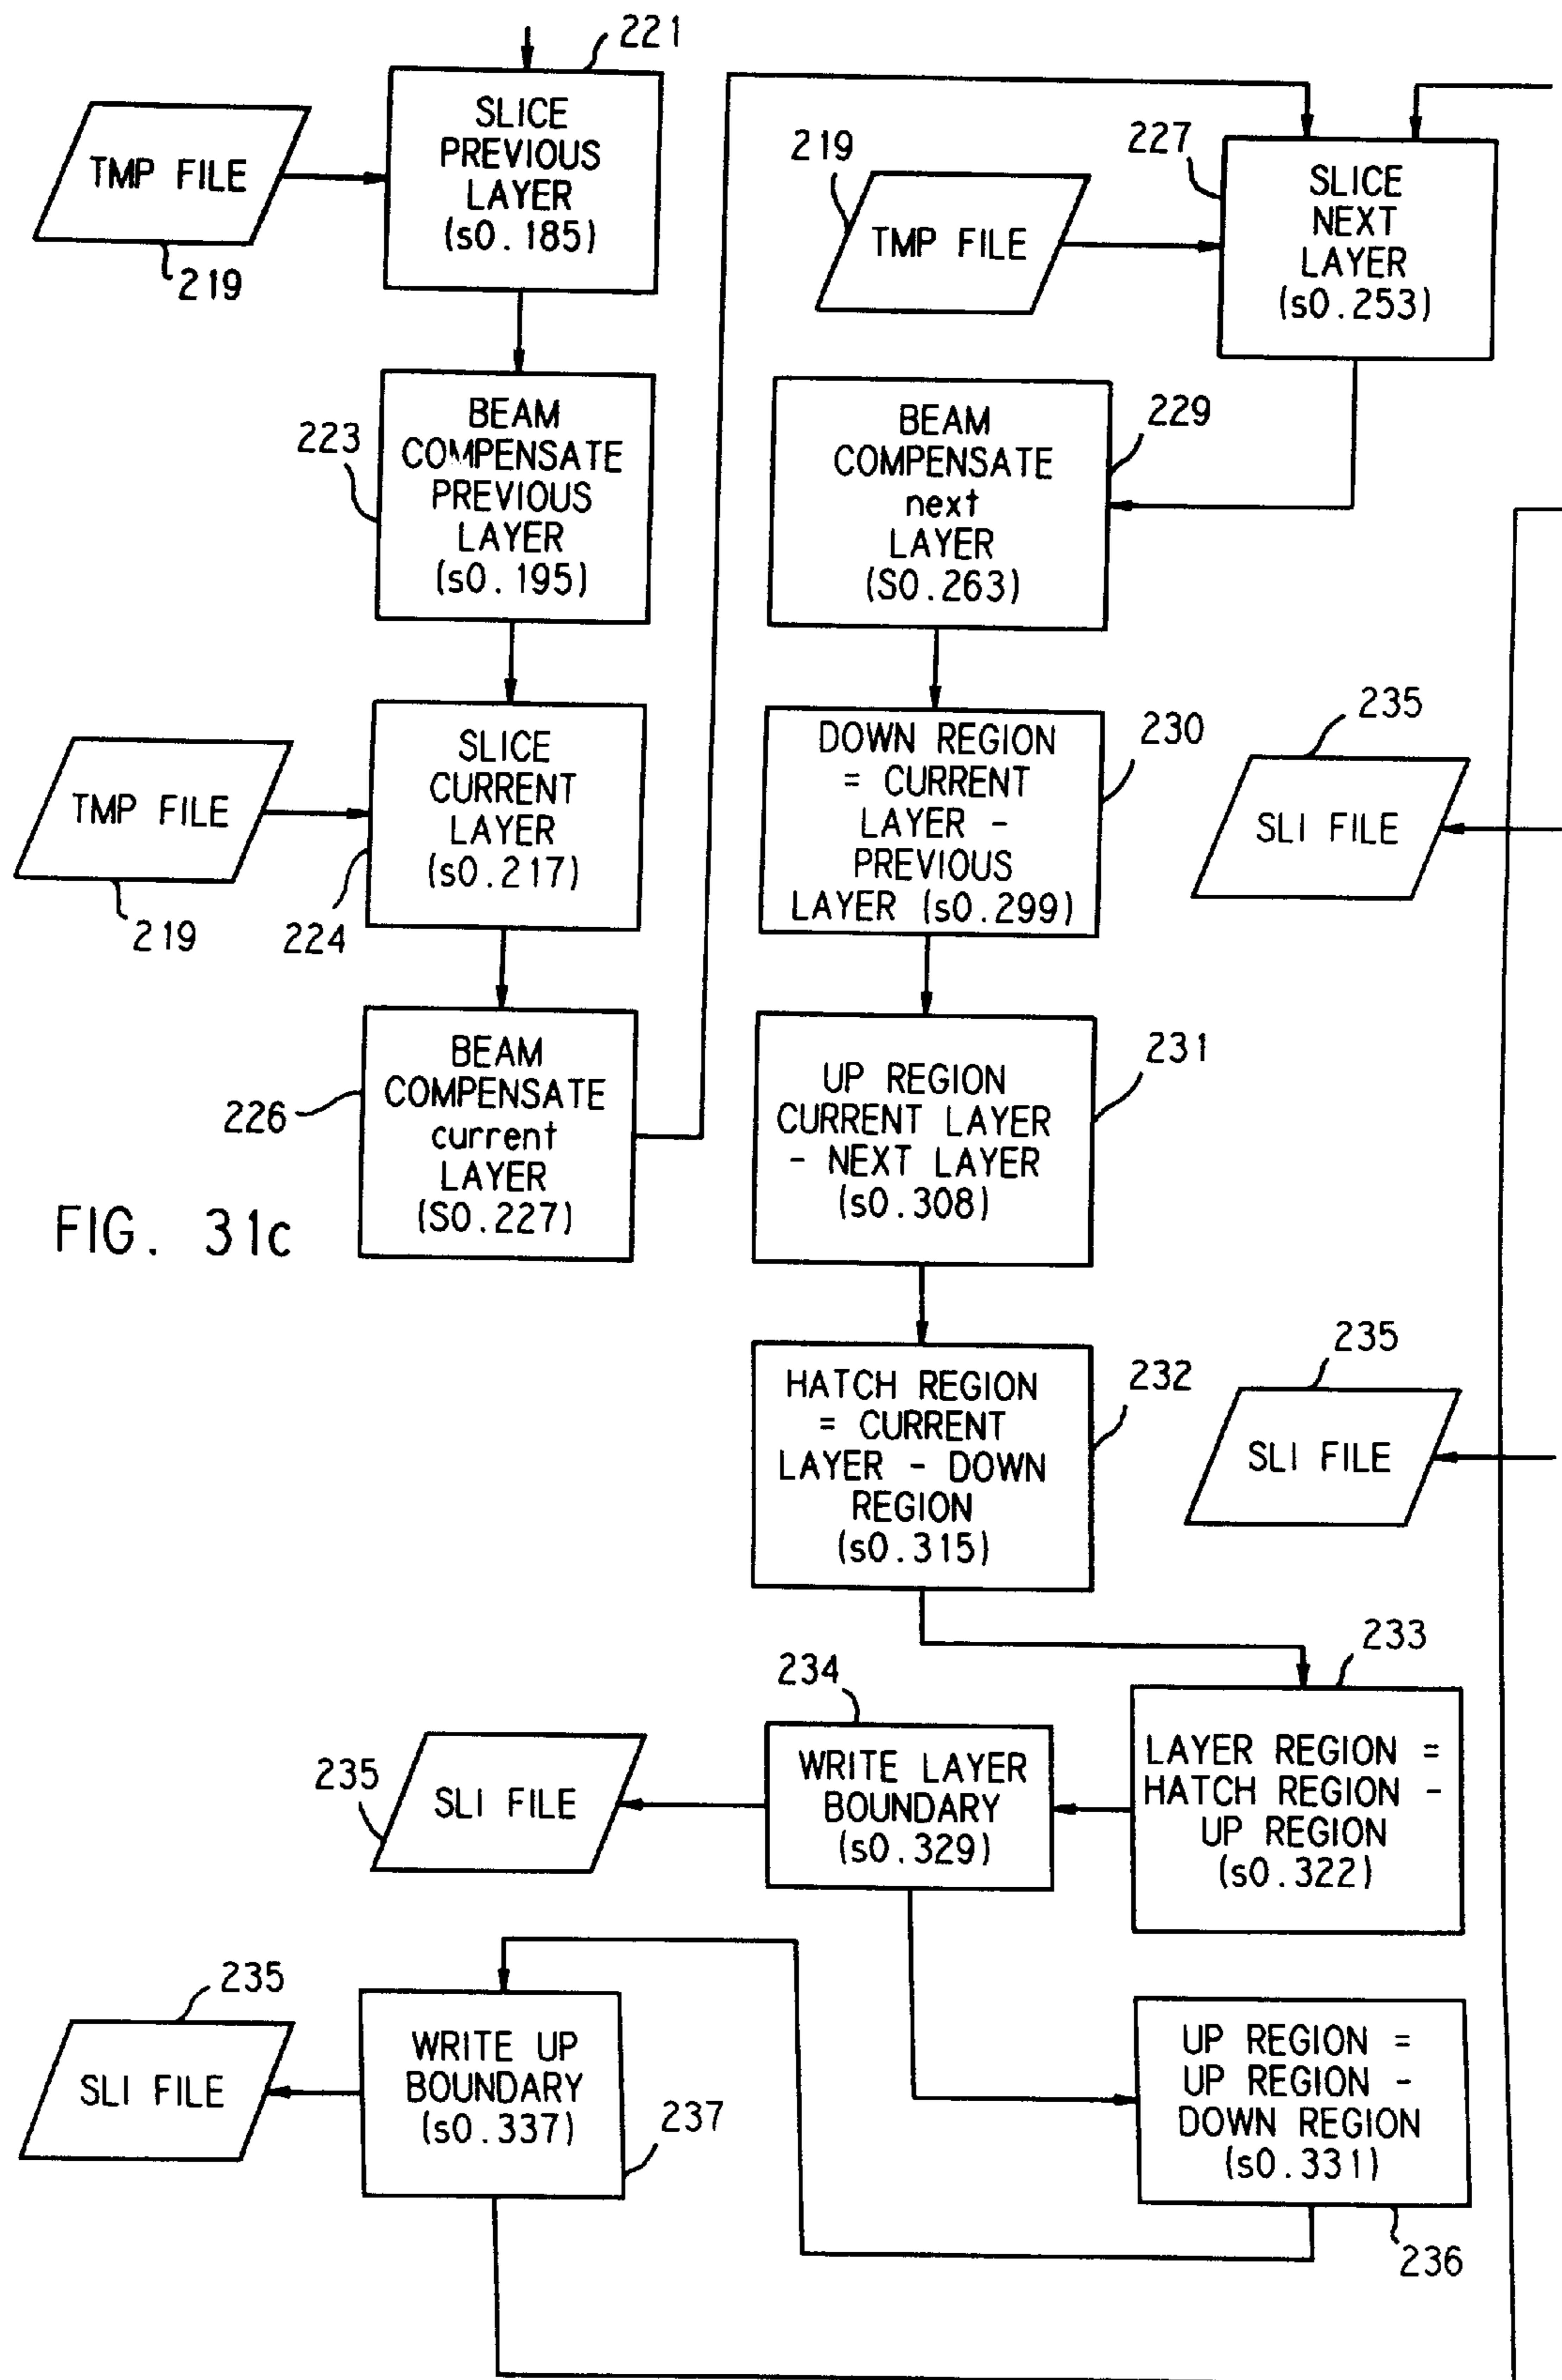 221
SLICE
PREVIOUS
LAYER
(s0.185)
TMP FILE
219
BEAM
COMPENSATE
PREVIOUS
LAYER
(s0.195)
223
SLICE
CURRENT
LAYER
(s0.217)
TMP FILE
219
224
BEAM
COMPENSATE
current
LAYER
(S0.227)
226
FIG. 31c
219
TMP FILE
227
SLICE
NEXT
LAYER
(s0.253)
BEAM
COMPENSATE
next
LAYER
(S0.263)
229
DOWN REGION
= CURRENT
LAYER -
PREVIOUS
LAYER (s0.299)
230
235
SLI FILE
UP REGION
CURRENT LAYER
- NEXT LAYER
(s0.308)
231
HATCH REGION
= CURRENT
LAYER - DOWN
REGION
(s0.315)
232
235
SLI FILE
233
LAYER REGION =
HATCH REGION -
UP REGION
(s0.322)
234
WRITE LAYER
BOUNDARY
(s0.329)
235
SLI FILE
UP REGION =
UP REGION -
DOWN REGION
(s0.331)
236
WRITE UP
BOUNDARY
(s0.337)
237
235
SLI FILE